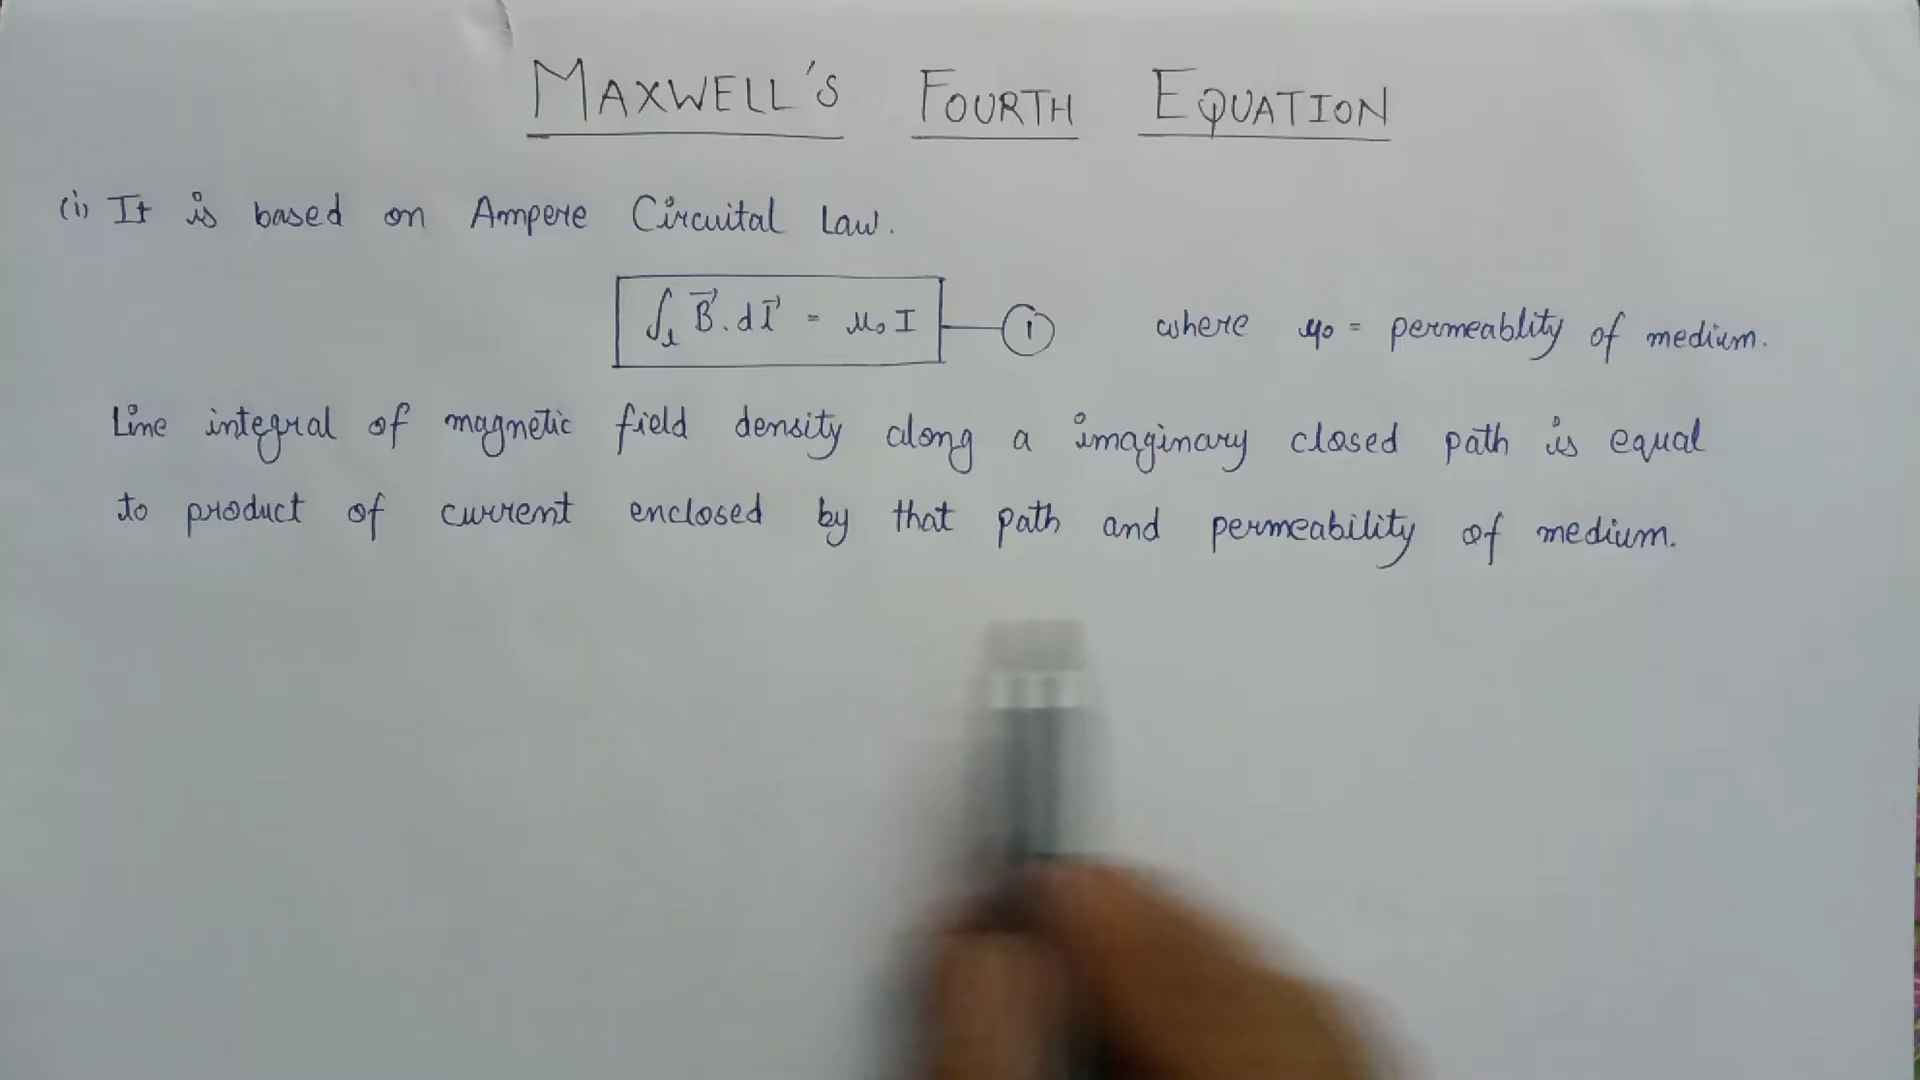 MAXWELL'S FOURTH EQUATION
(i) It is based on Ampere Circuital Law.
∫ₗ B⃗ . d l⃗ = μ₀ I — ① where μ₀ = permeablity of medium.
Line integral of magnetic field density along a imaginary closed path is equal
to product of current enclosed by that path and permeability of medium.